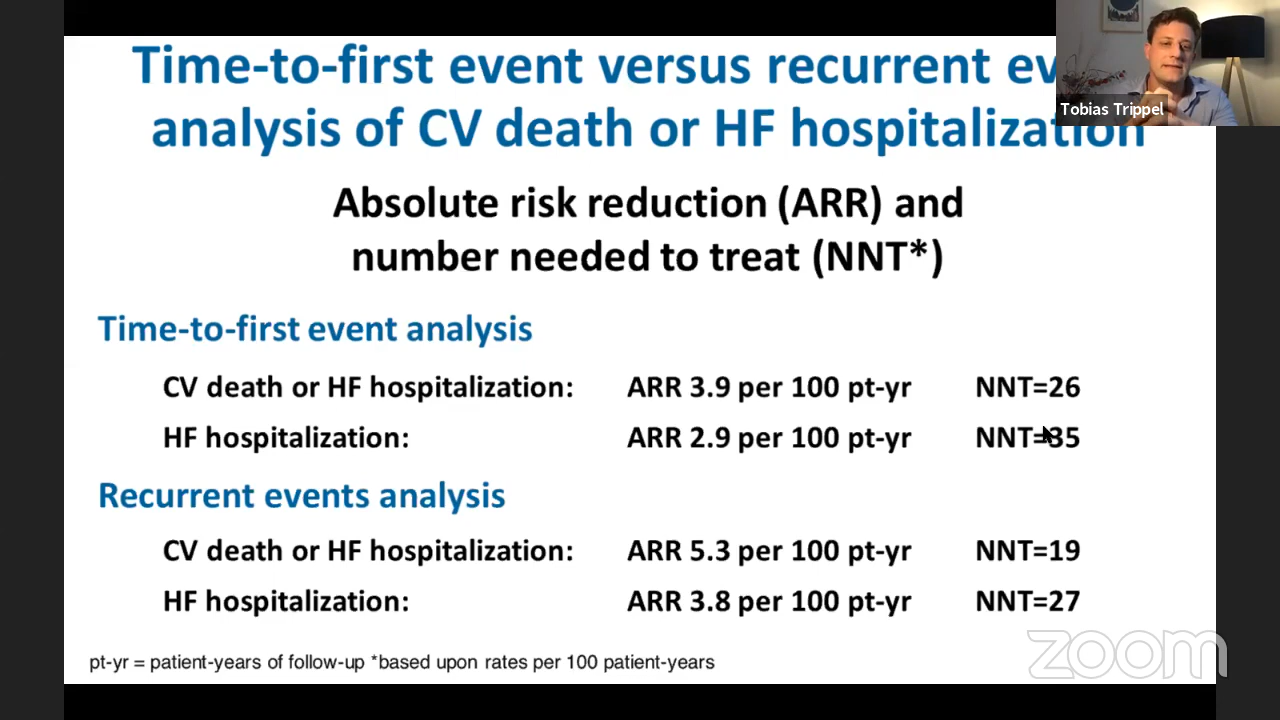 Time-to-first event versus recurrent ev
analysis of CV death or HF hospitalization
Tobias Trippel
Absolute risk reduction (ARR) and
number needed to treat (NNT*)
Time-to-first event analysis
CV death or HF hospitalization: ARR 3.9 per 100 pt-yr NNT=26
HF hospitalization: ARR 2.9 per 100 pt-yr NNT=35
Recurrent events analysis
CV death or HF hospitalization: ARR 5.3 per 100 pt-yr NNT=19
HF hospitalization: ARR 3.8 per 100 pt-yr NNT=27
pt-yr = patient-years of follow-up *based upon rates per 100 patient-years
zoom